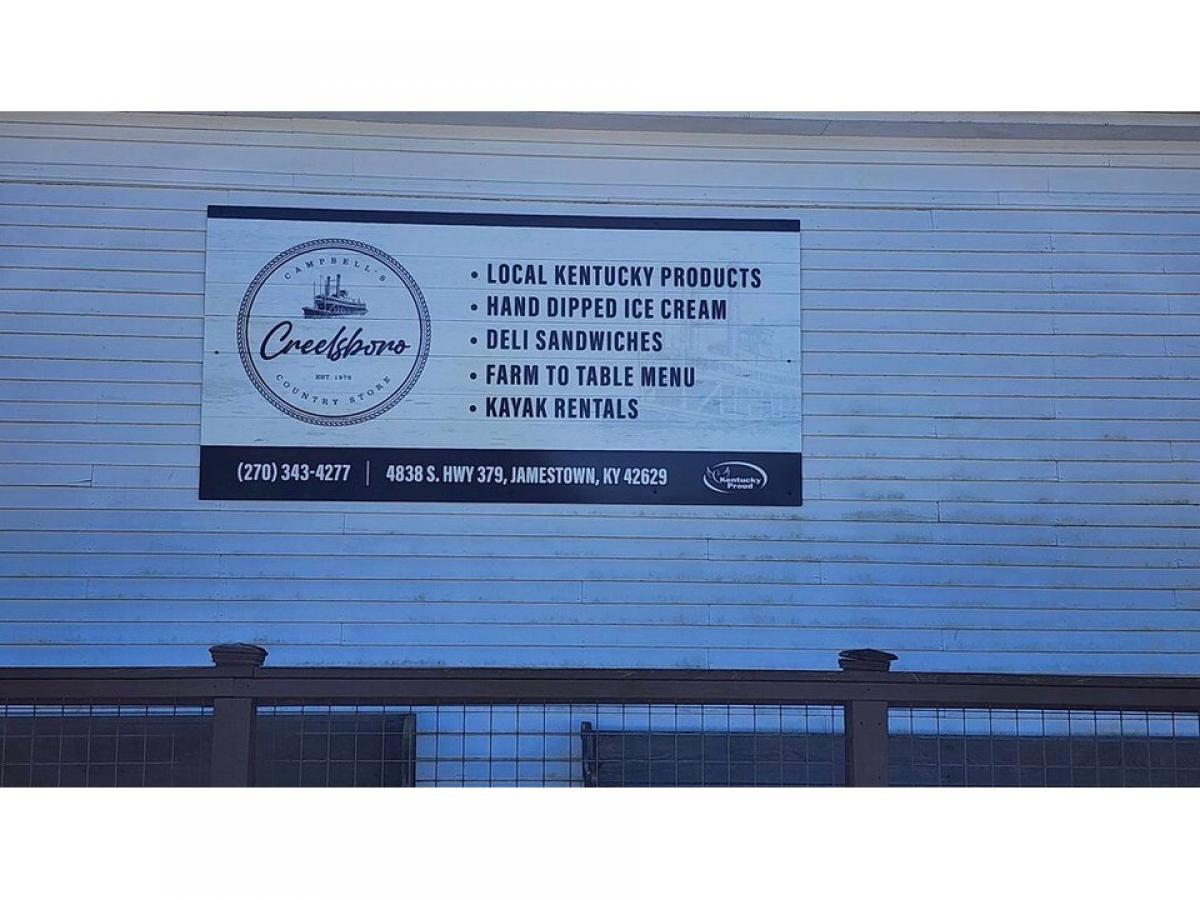 CAMPBELL'S
Creelsboro
EST. 1975
COUNTRY STORE
• LOCAL KENTUCKY PRODUCTS
• HAND DIPPED ICE CREAM
• DELI SANDWICHES
• FARM TO TABLE MENU
• KAYAK RENTALS
(270) 343-4277 | 4838 S. HWY 379, JAMESTOWN, KY 42629
Kentucky
Proud